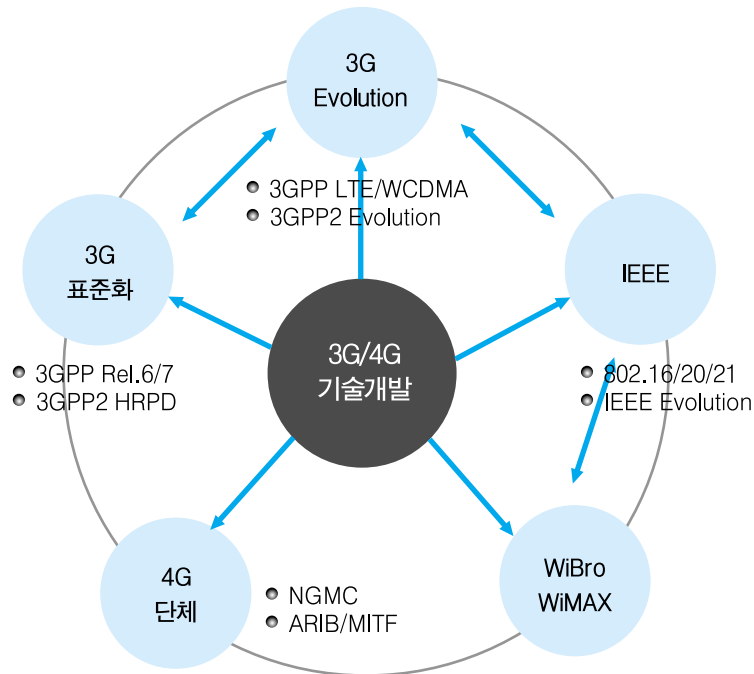 3G
Evolution
3GPP LTE/WCDMA
3GPP2 Evolution
3G
표준화
IEEE
3G/4G
기술개발
3GPP Rel.6/7
3GPP2 HRPD
802.16/20/21
IEEE Evolution
4G
단체
NGMC
ARIB/MITF
WiBro
WiMAX